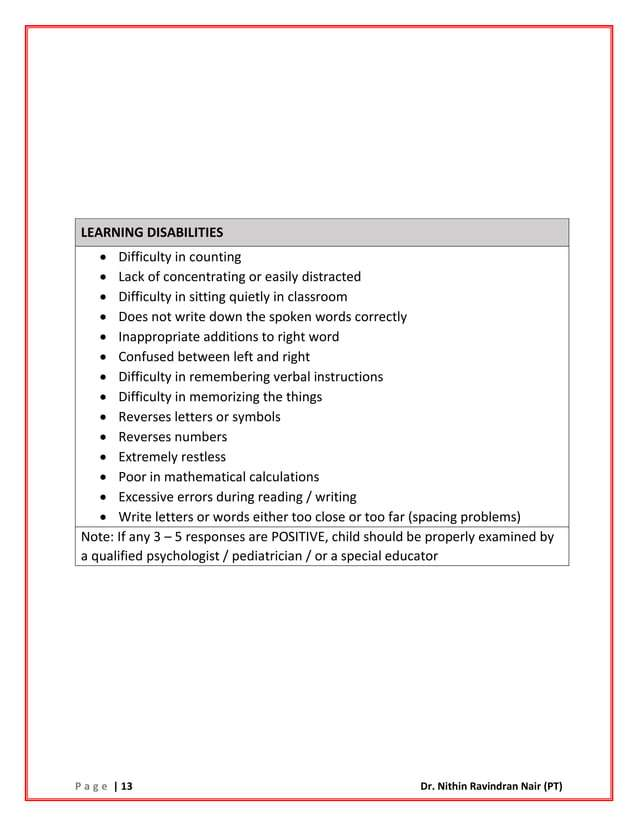 LEARNING DISABILITIES
• Difficulty in counting
• Lack of concentrating or easily distracted
• Difficulty in sitting quietly in classroom
• Does not write down the spoken words correctly
• Inappropriate additions to right word
• Confused between left and right
• Difficulty in remembering verbal instructions
• Difficulty in memorizing the things
• Reverses letters or symbols
• Reverses numbers
• Extremely restless
• Poor in mathematical calculations
• Excessive errors during reading / writing
• Write letters or words either too close or too far (spacing problems)
Note: If any 3 – 5 responses are POSITIVE, child should be properly examined by
a qualified psychologist / pediatrician / or a special educator
Page | 13 Dr. Nithin Ravindran Nair (PT)